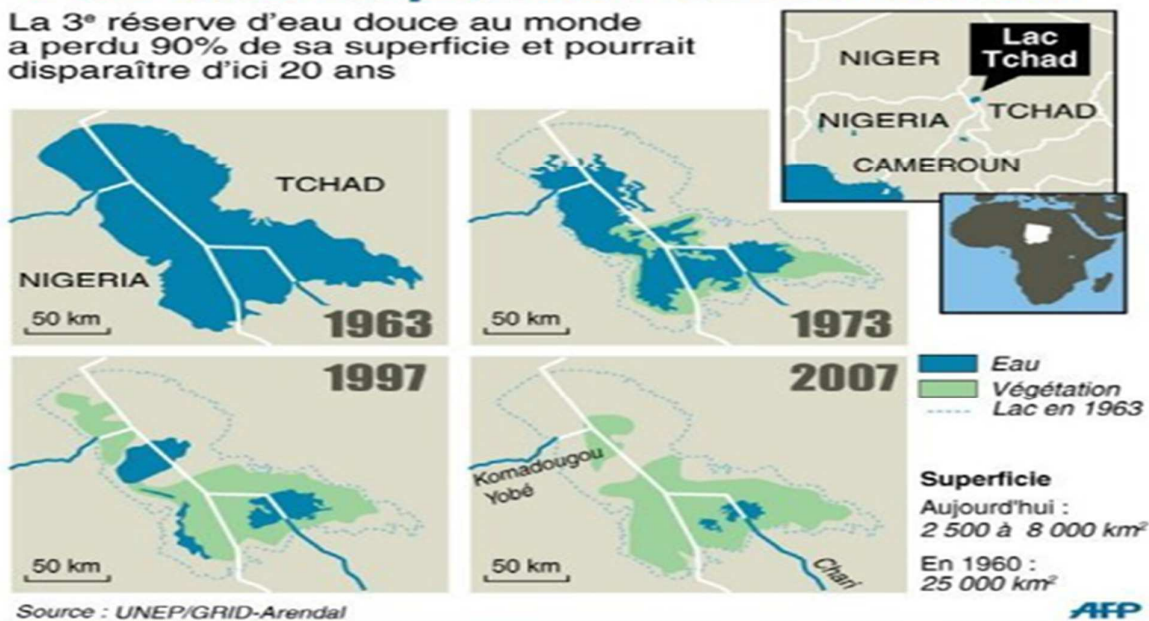 La 3e réserve d'eau douce au monde
a perdu 90% de sa superficie et pourrait
disparaître d'ici 20 ans
NIGER
Lac
Tchad
NIGERIA
TCHAD
CAMEROUN
TCHAD
NIGERIA
50 km
1963
50 km
1973
1997
50 km
2007
Komadougou
Yobé
50 km
Chari
Eau
Végétation
Lac en 1963
Superficie
Aujourd'hui :
2 500 à 8 000 km²
En 1960 :
25 000 km²
Source : UNEP/GRID-Arendal
AFP